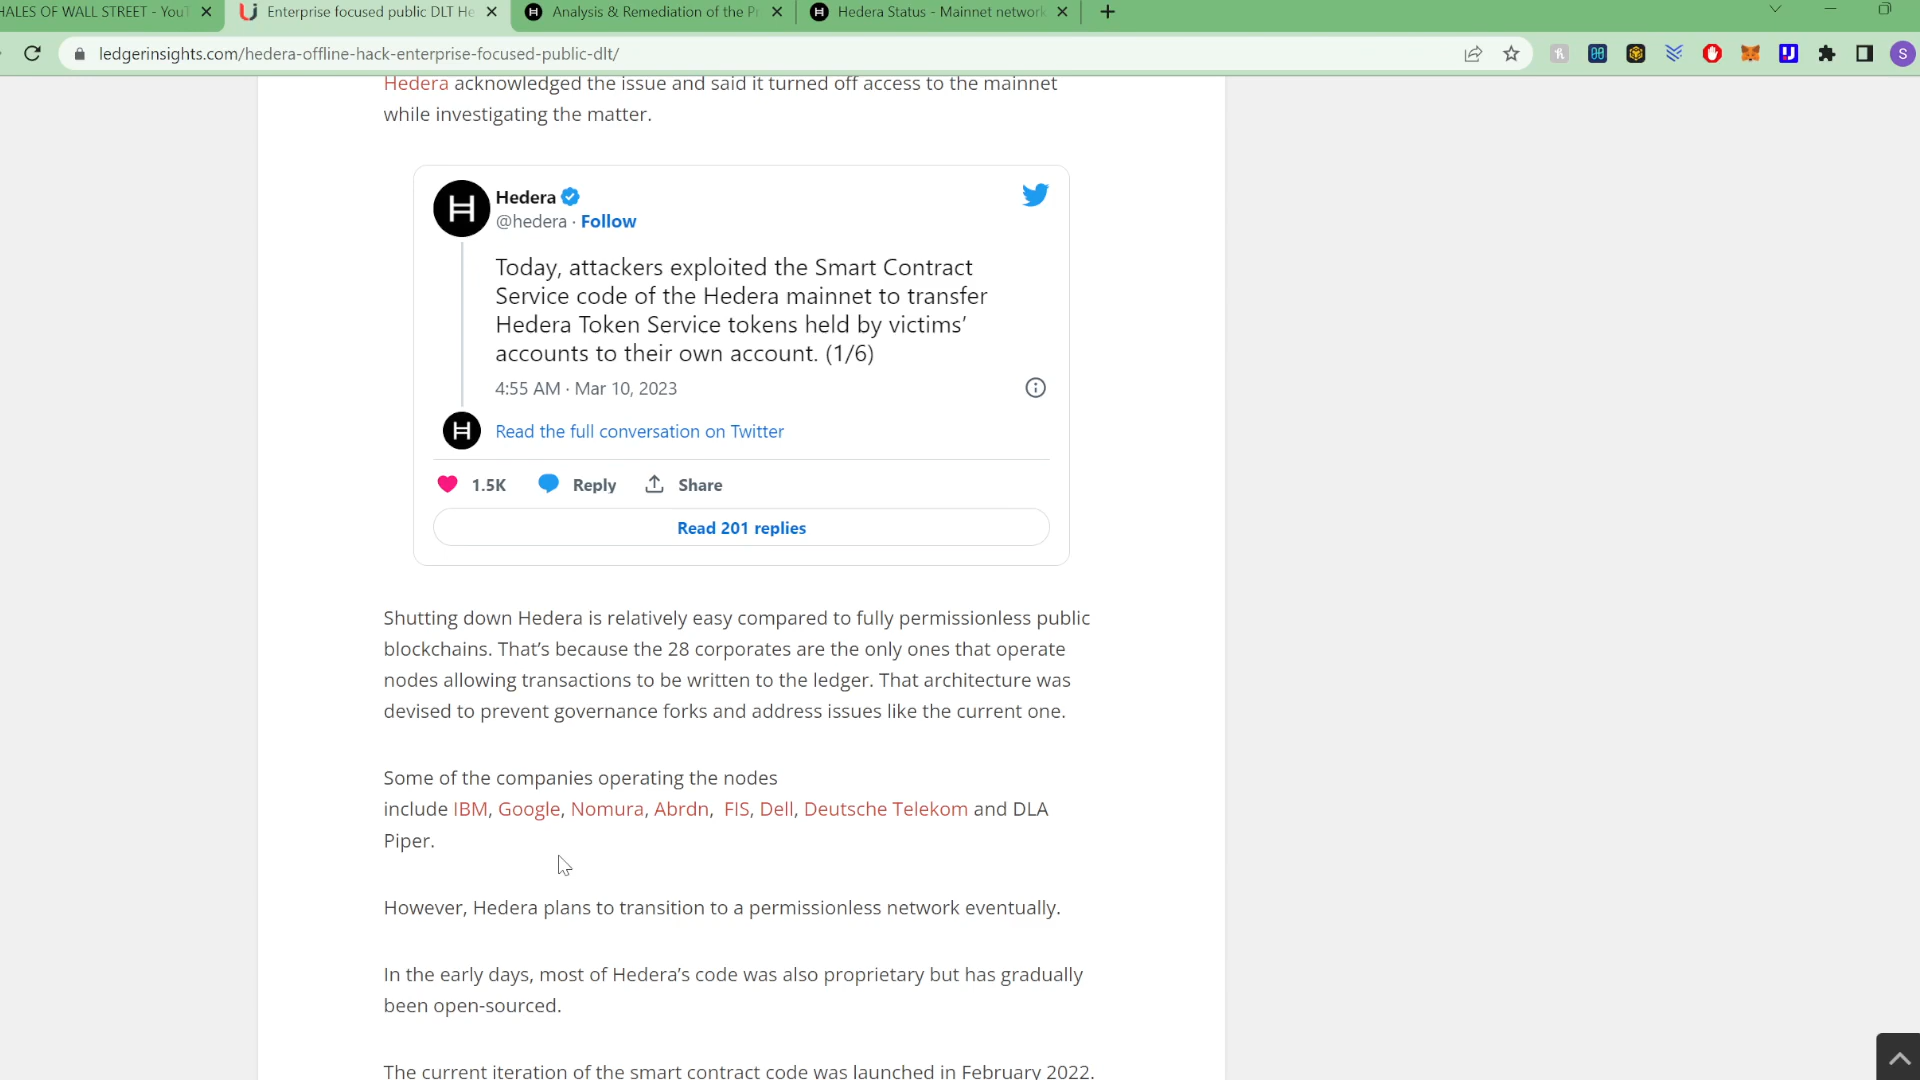 HALES OF WALL STREET - YouT
Enterprise focused public DLT He
Analysis & Remediation of the P
Hedera Status - Mainnet network
ledgerinsights.com/hedera-offline-hack-enterprise-focused-public-dlt/
S
Hedera acknowledged the issue and said it turned off access to the mainnet
while investigating the matter.
Hedera
@hedera · Follow
Today, attackers exploited the Smart Contract
Service code of the Hedera mainnet to transfer
Hedera Token Service tokens held by victims’
accounts to their own account. (1/6)
4:55 AM · Mar 10, 2023
Read the full conversation on Twitter
1.5K Reply Share
Read 201 replies
Shutting down Hedera is relatively easy compared to fully permissionless public
blockchains. That’s because the 28 corporates are the only ones that operate
nodes allowing transactions to be written to the ledger. That architecture was
devised to prevent governance forks and address issues like the current one.
Some of the companies operating the nodes
include IBM, Google, Nomura, Abrdn, FIS, Dell, Deutsche Telekom and DLA
Piper.
However, Hedera plans to transition to a permissionless network eventually.
In the early days, most of Hedera’s code was also proprietary but has gradually
been open-sourced.
The current iteration of the smart contract code was launched in February 2022.